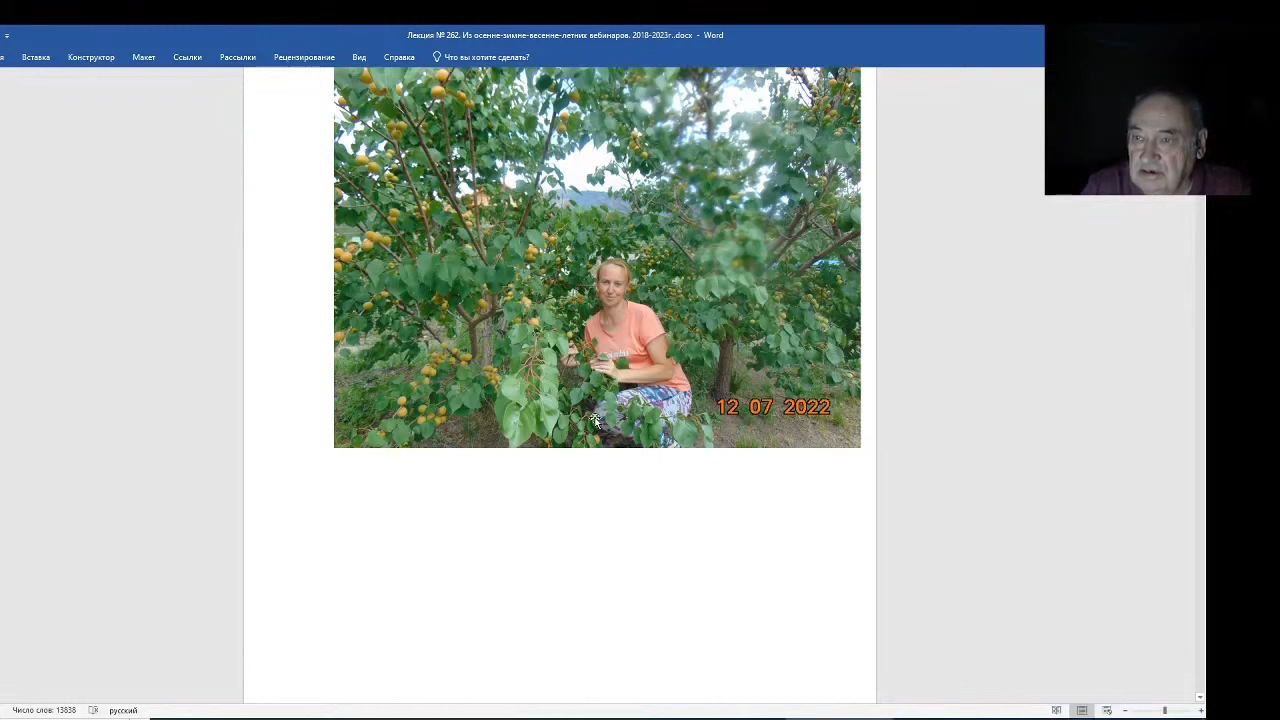 Лекция № 262. Из осенне-зимне-весенне-летних вебинаров. 2018-2023г..docx - Word
Вставка Конструктор Макет Ссылки Рассылки Рецензирование Вид Справка Что вы хотите сделать?
12 07 2022
Число слов: 13838 русский